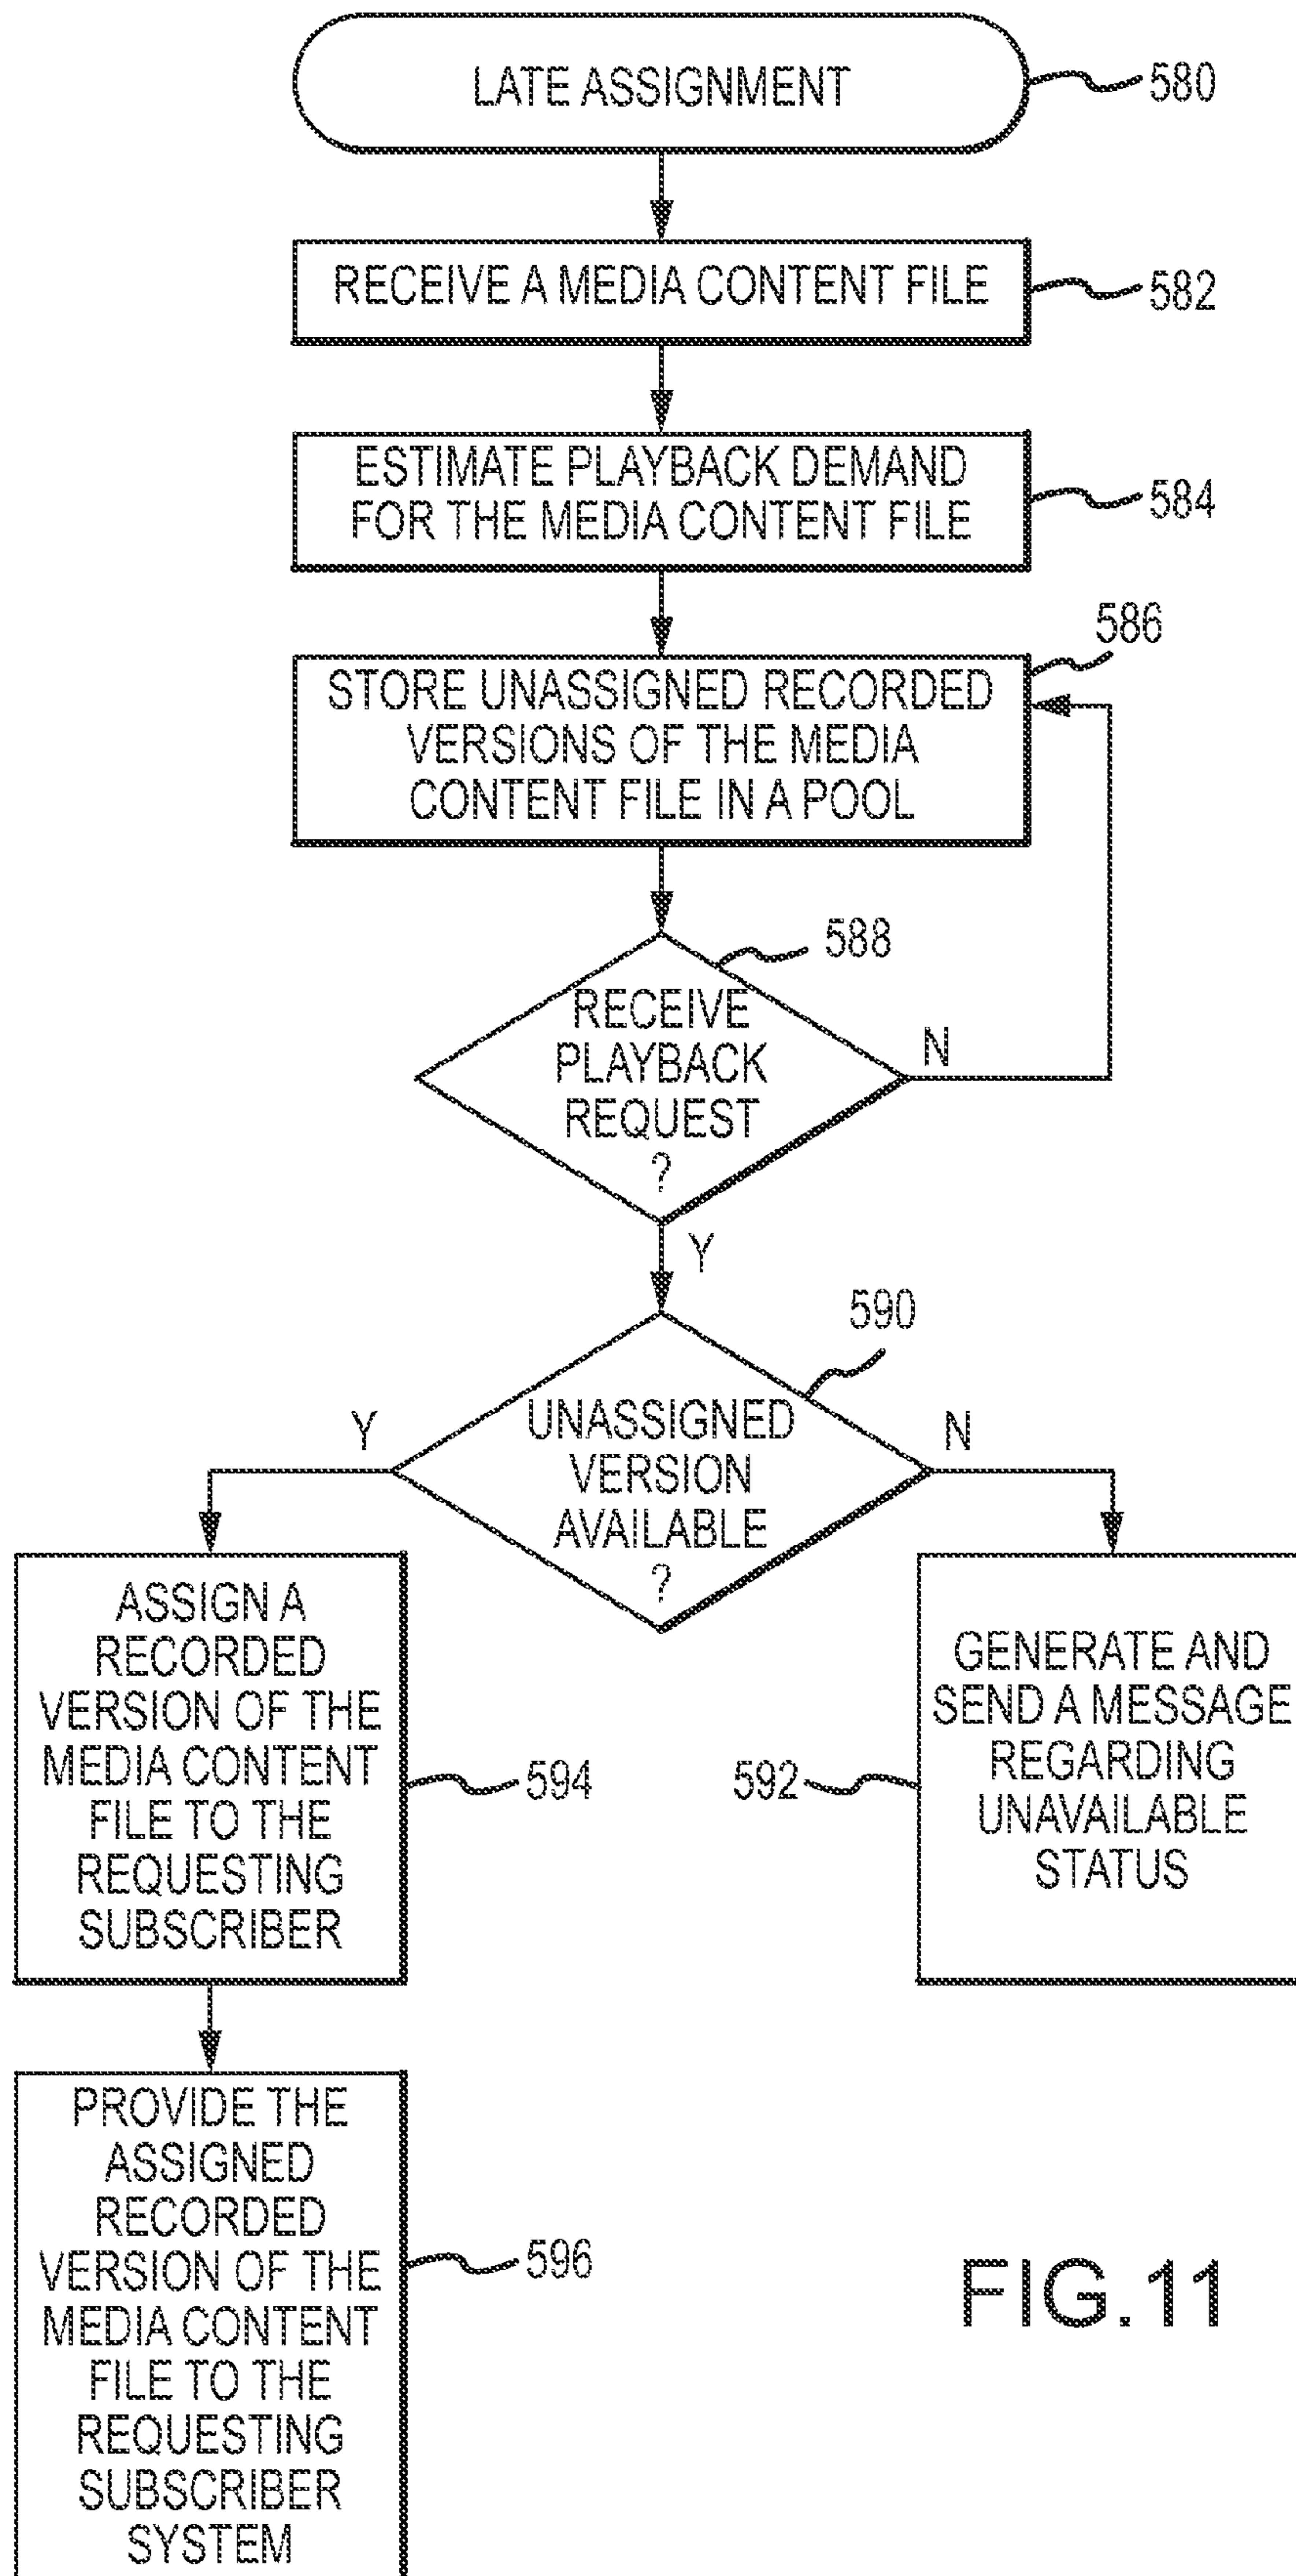 LATE ASSIGNMENT
580
RECEIVE A MEDIA CONTENT FILE
582
ESTIMATE PLAYBACK DEMAND
FOR THE MEDIA CONTENT FILE
584
586
STORE UNASSIGNED RECORDED
VERSIONS OF THE MEDIA
CONTENT FILE IN A POOL
588
RECEIVE
PLAYBACK
REQUEST
?
N
Y
590
UNASSIGNED
VERSION
AVAILABLE
?
Y
N
ASSIGN A
RECORDED
VERSION OF THE
MEDIA CONTENT
FILE TO THE
REQUESTING
SUBSCRIBER
594
592
GENERATE AND
SEND A MESSAGE
REGARDING
UNAVAILABLE
STATUS
PROVIDE THE
ASSIGNED
RECORDED
VERSION OF THE
MEDIA CONTENT
FILE TO THE
REQUESTING
SUBSCRIBER
SYSTEM
596
FIG.11